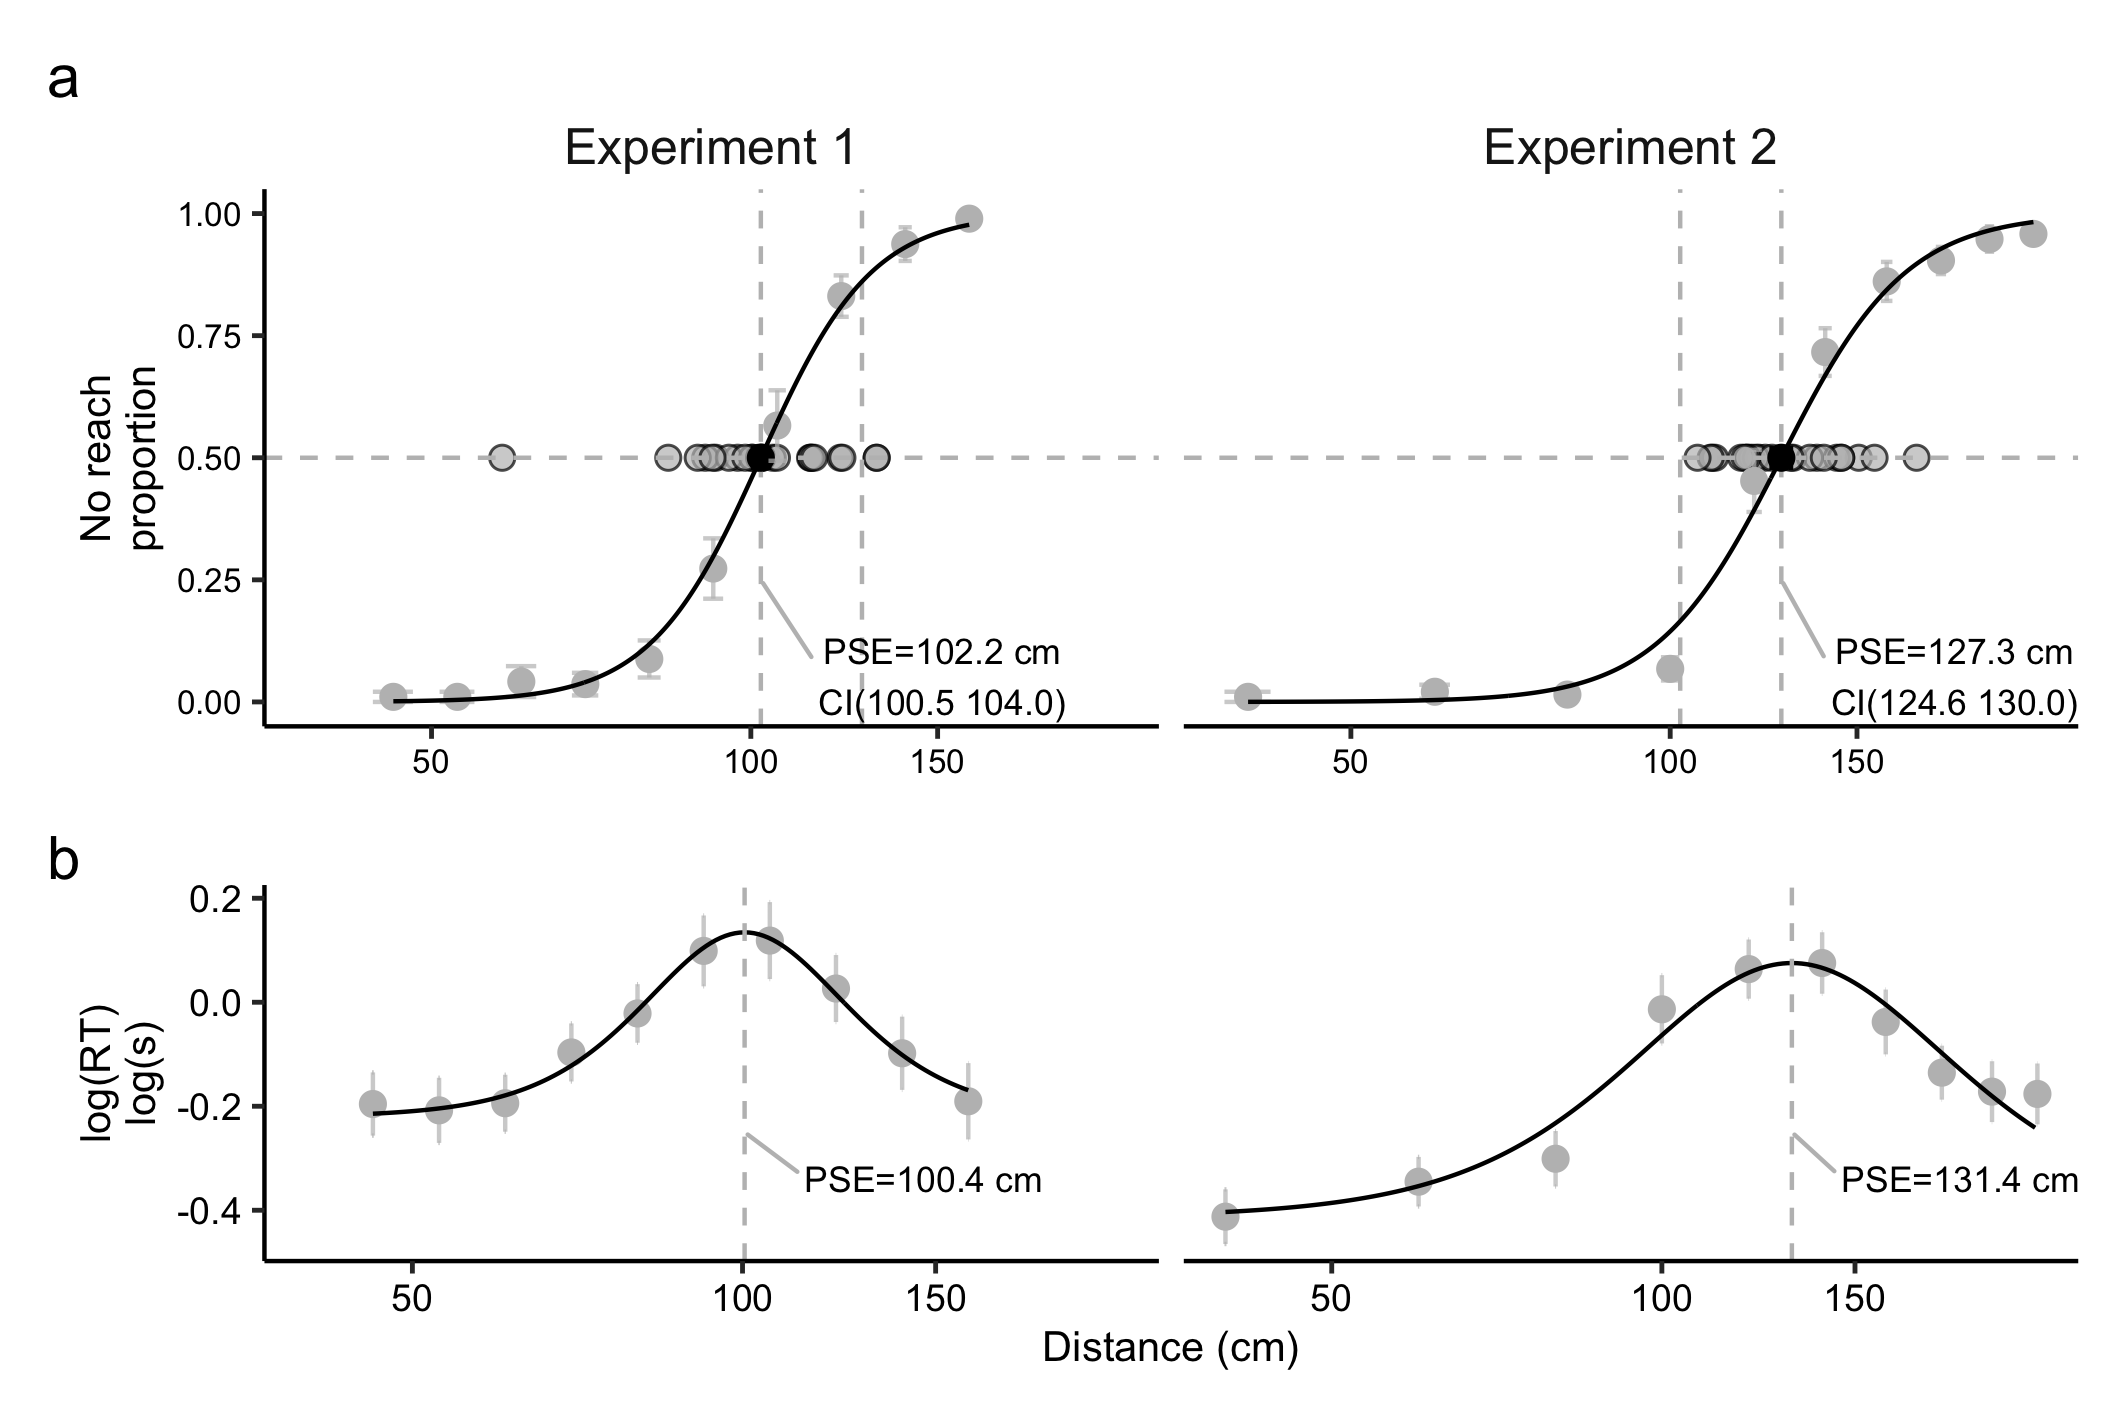 a
Experiment 1
Experiment 2
1.00
0.75
0.50
0.25
0.00
No reach
proportion
PSE=102.2 cm
CI(100.5 104.0)
PSE=127.3 cm
CI(124.6 130.0)
50 100 150
50 100 150
b
0.2
0.0
-0.2
-0.4
log(RT)
log(s)
PSE=100.4 cm
PSE=131.4 cm
50 100 150
50 100 150
Distance (cm)